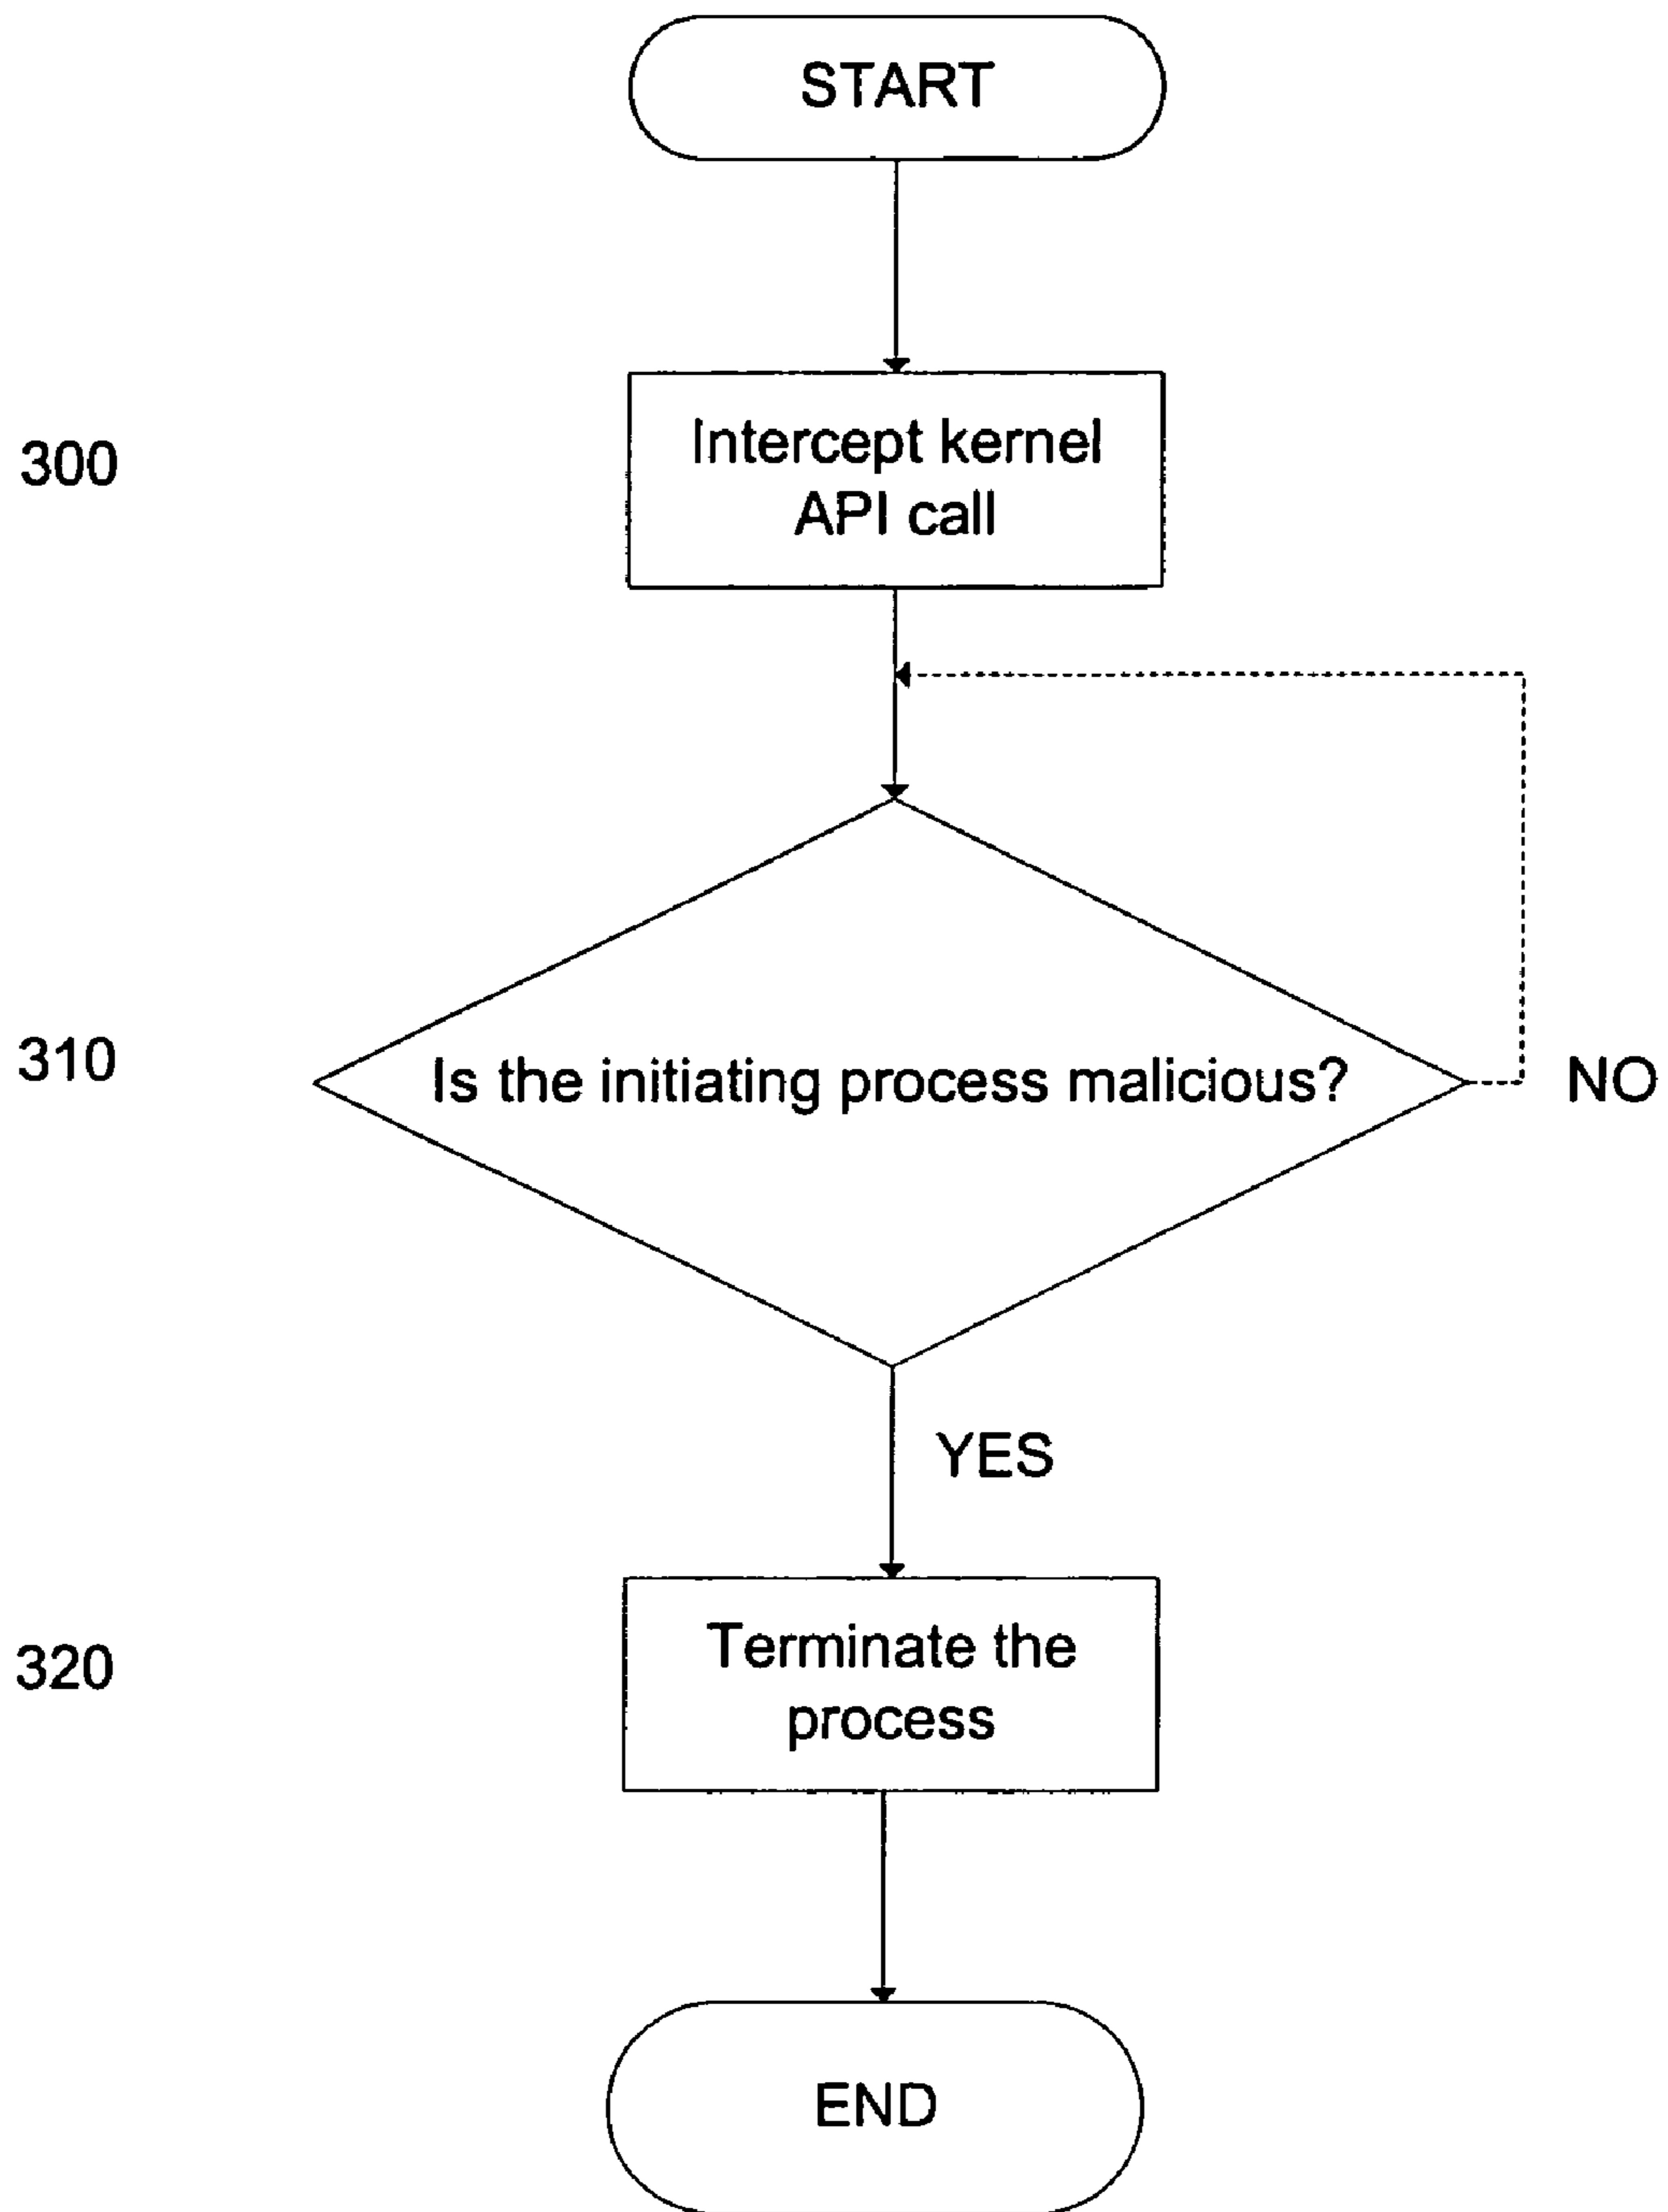 START
300
Intercept kernel
API call
310
Is the initiating process malicious?
NO
YES
320
Terminate the
process
END